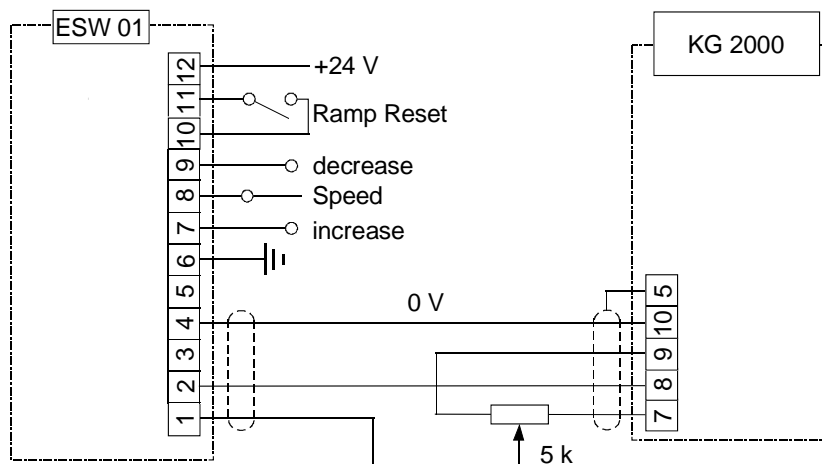 ESW 01
KG 2000
12
+24 V
11
Ramp Reset
10
9
decrease
8
Speed
7
increase
6
5
0 V
4
3
2
1
5
10
9
8
7
5 k